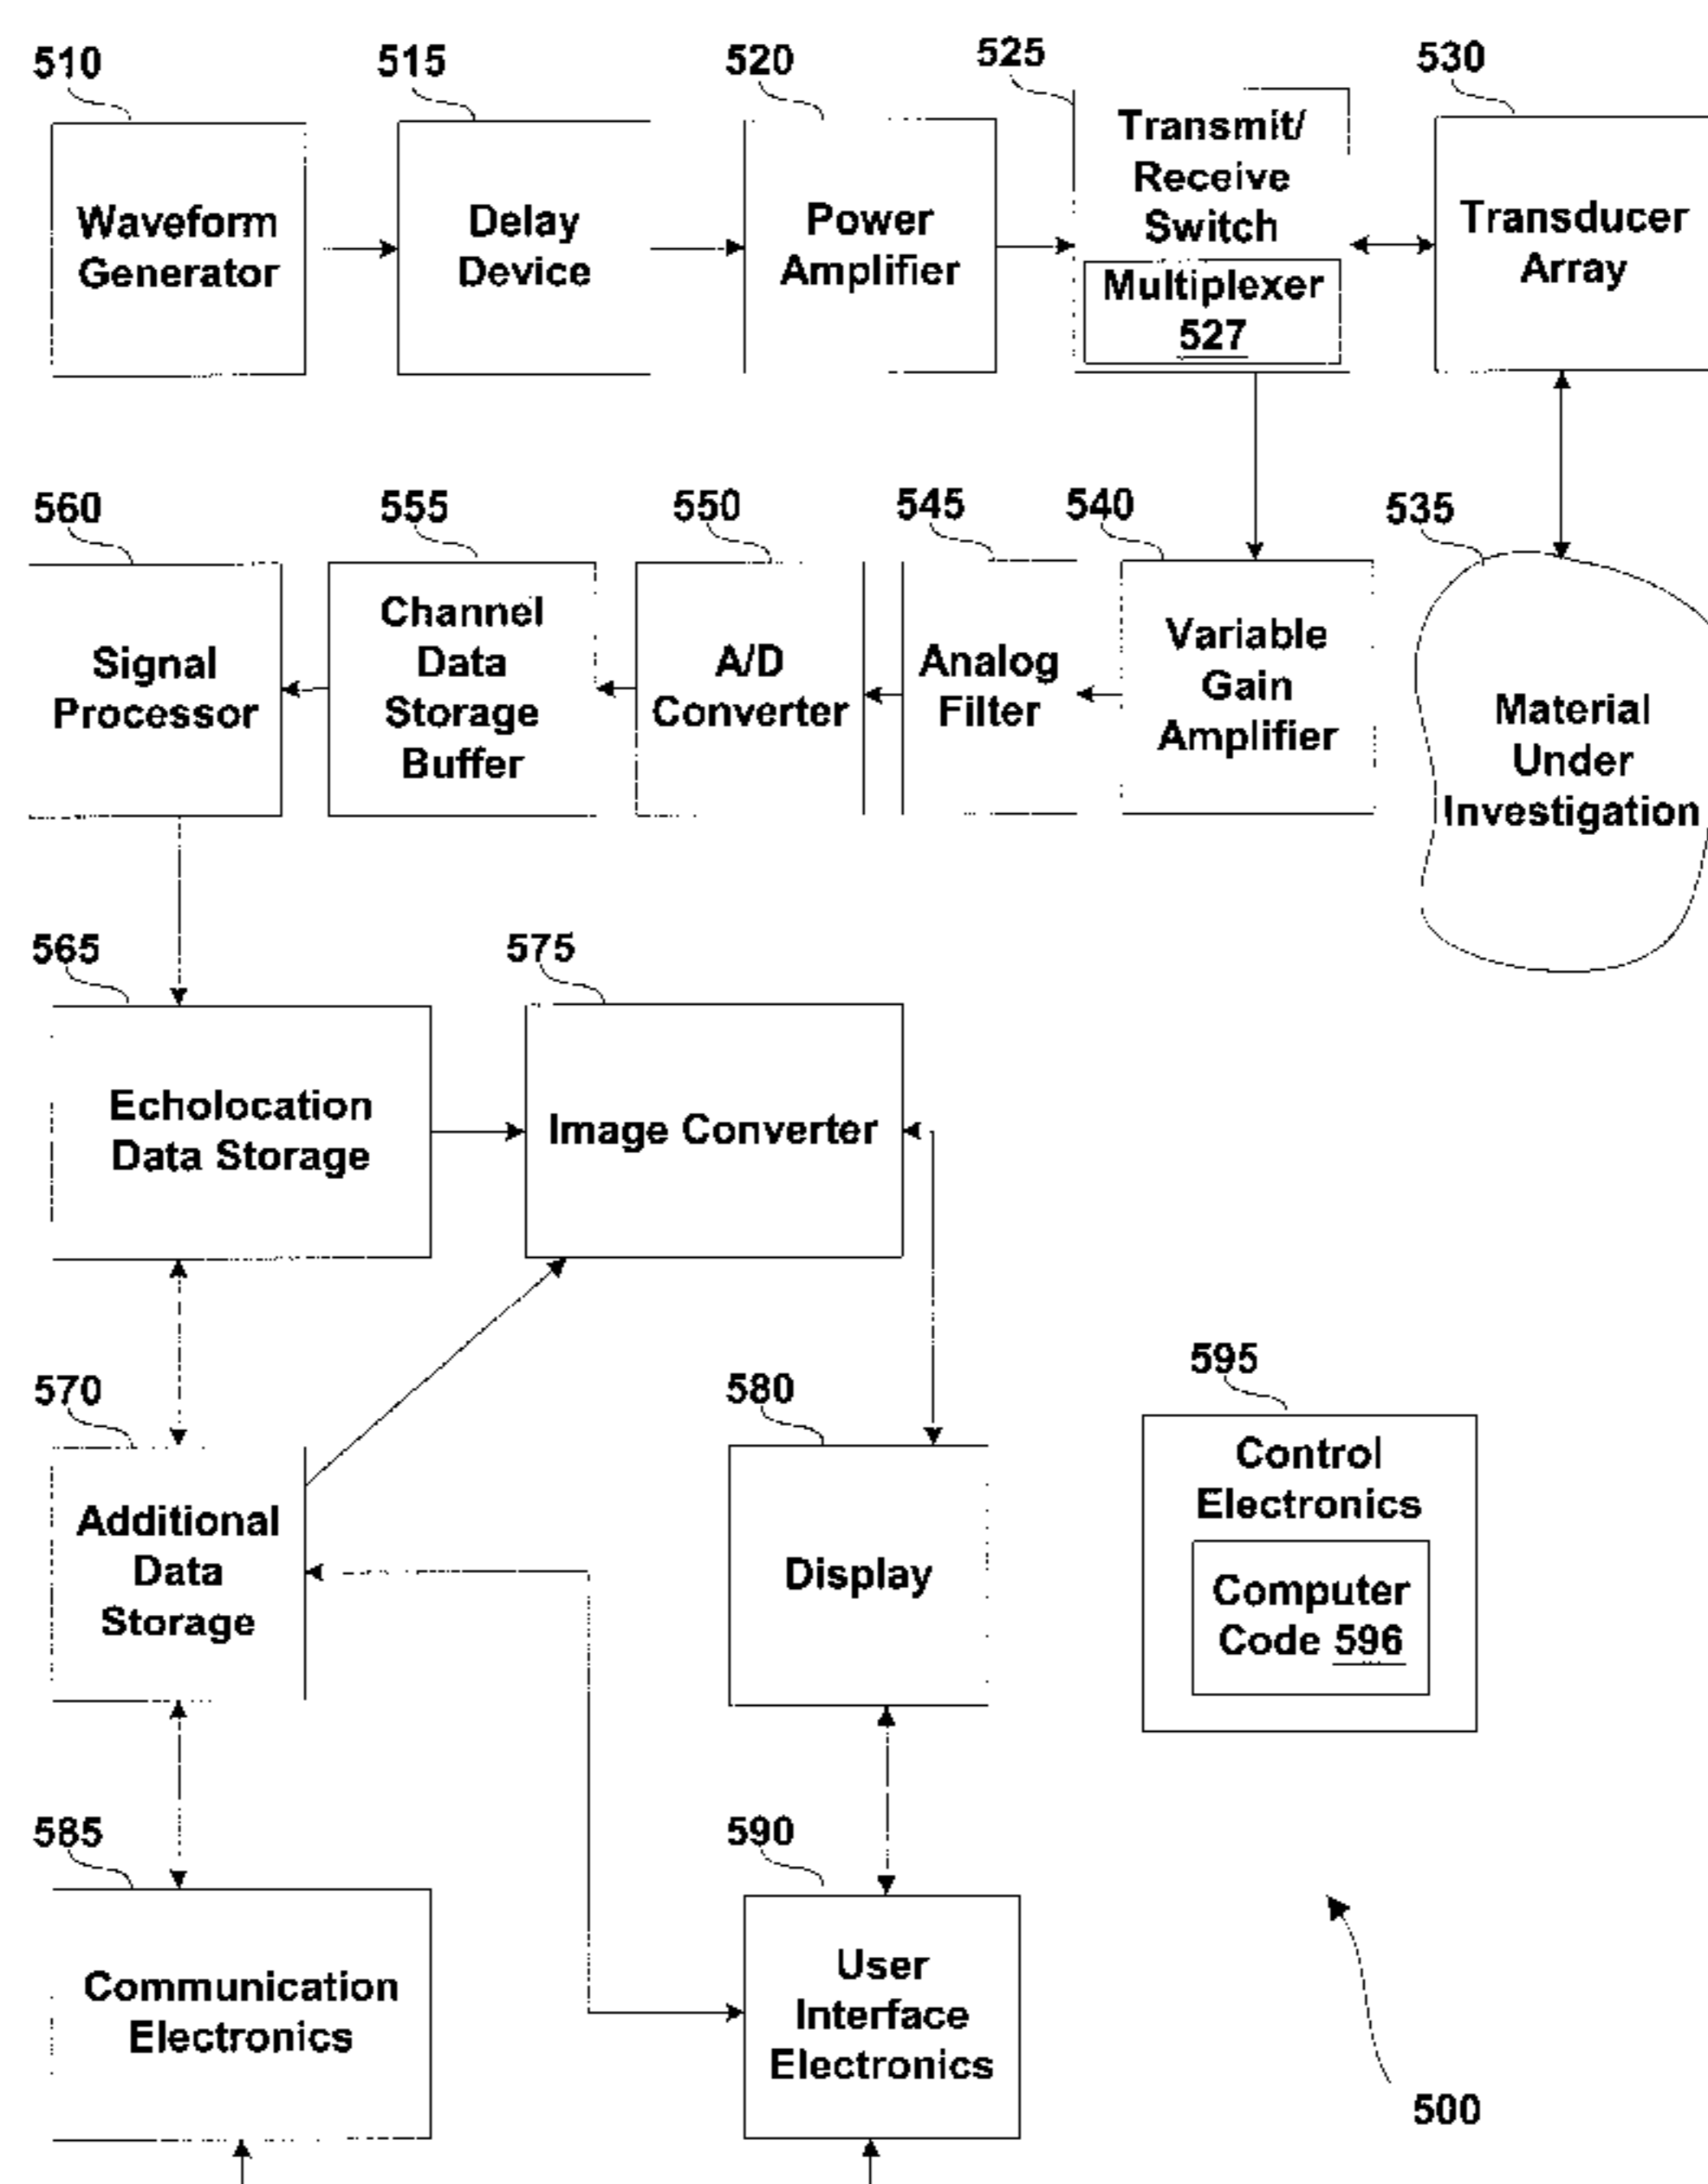 510
515
520
525
530
Waveform
Generator
Delay
Device
Power
Amplifier
Transmit/
Receive
Switch
Multiplexer
527
Transducer
Array
560
555
550
545
540
535
Signal
Processor
Channel
Data
Storage
Buffer
A/D
Converter
Analog
Filter
Variable
Gain
Amplifier
Material
Under
Investigation
565
575
Echolocation
Data Storage
Image Converter
570
580
595
Additional
Data
Storage
Display
Control
Electronics
Computer
Code 596
585
590
Communication
Electronics
User
Interface
Electronics
500